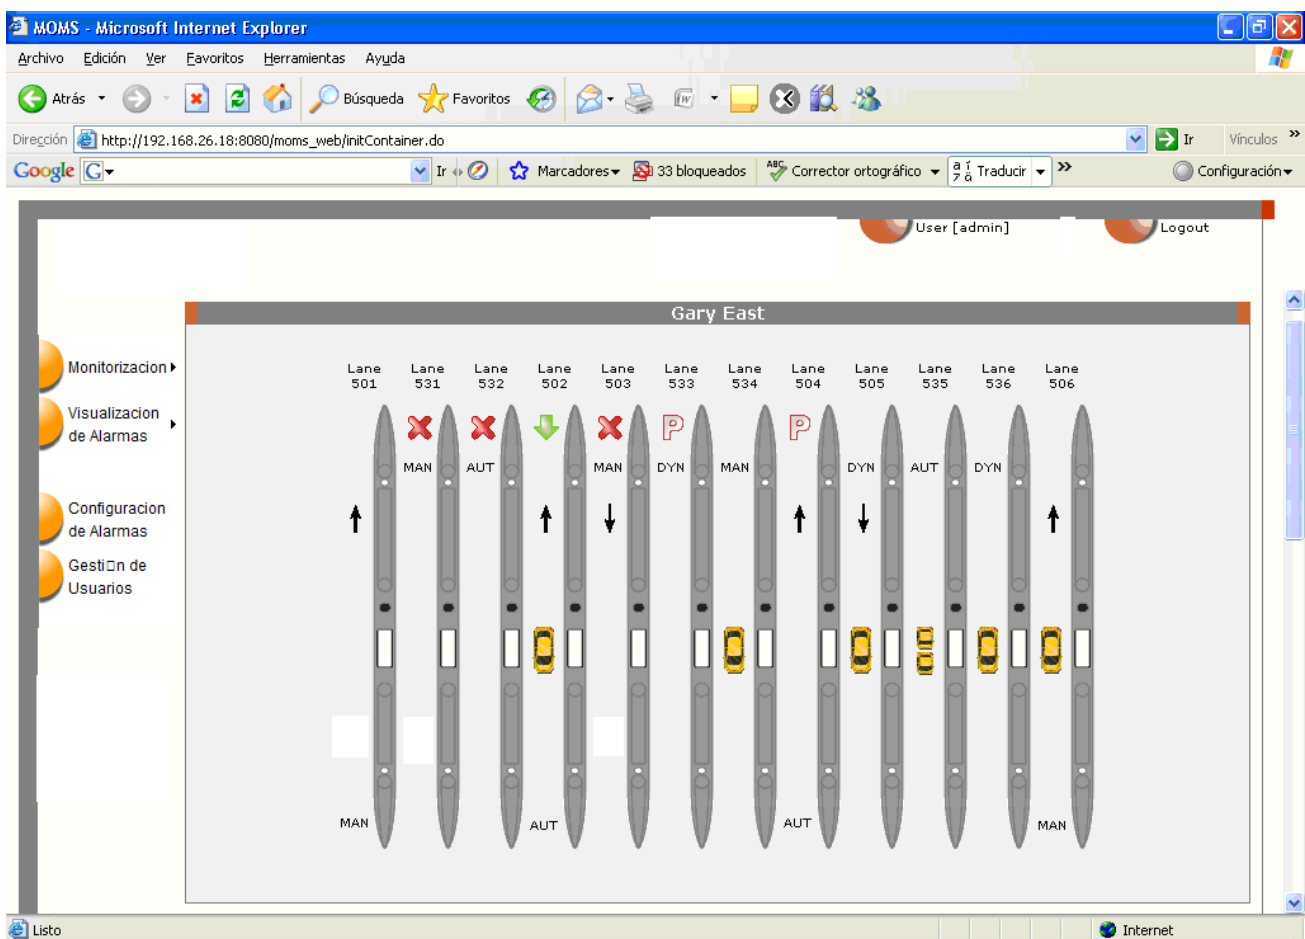 MOMS - Microsoft Internet Explorer
Archivo Edición Ver Favoritos Herramientas Ayuda
Atrás Búsqueda Favoritos
Dirección http://192.168.26.18:8080/moms_web/initContainer.do Ir Vínculos »
Google G Ir Marcadores 33 bloqueados ABC Corrector ortográfico Traducir » Configuración
User [admin] Logout
Gary East
Monitorizacion
Visualizacion
de Alarmas
Configuracion
de Alarmas
Gesti□n de
Usuarios
Lane Lane Lane Lane Lane Lane Lane Lane Lane Lane Lane Lane
501 531 532 502 503 533 534 504 505 535 536 506
P P
MAN AUT MAN DYN MAN DYN AUT DYN
MAN AUT AUT MAN
Listo Internet